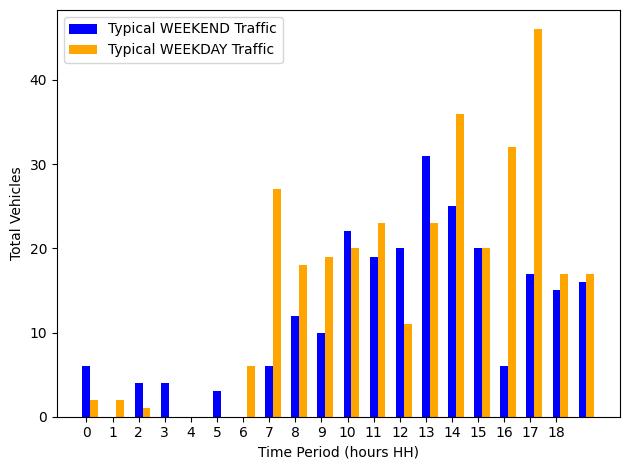 Typical WEEKEND Traffic
Typical WEEKDAY Traffic
40
30
20
10
0
Total Vehicles
0 1 2 3 4 5 6 7 8 9 10 11 12 13 14 15 16 17 18
Time Period (hours HH)